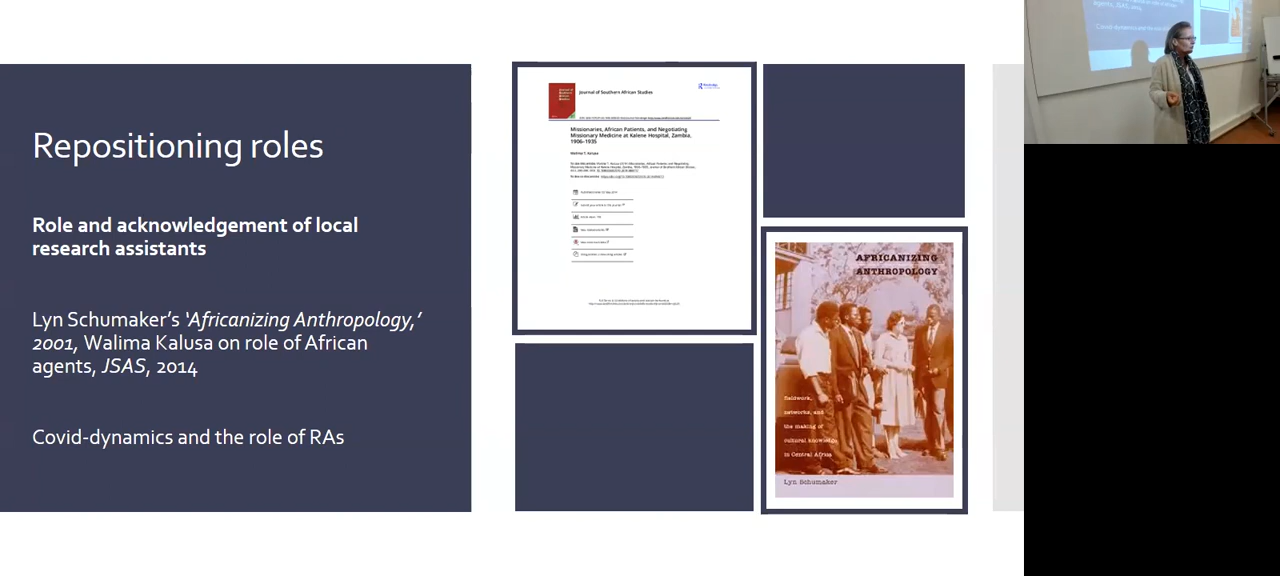 Repositioning roles
Role and acknowledgement of local
research assistants
Lyn Schumaker's 'Africanizing Anthropology,'
2001, Walima Kalusa on role of African
agents, JSAS, 2014
Covid-dynamics and the role of RAs
Journal of Southern African Studies
Missionaries, African Patients, and Negotiating
Missionary Medicine at Kalene Hospital, Zambia,
1906–1935
AFRICANIZING
ANTHROPOLOGY
fieldwork,
networks, and
the making of
cultural knowledge
in Central Africa
Lyn Schumaker